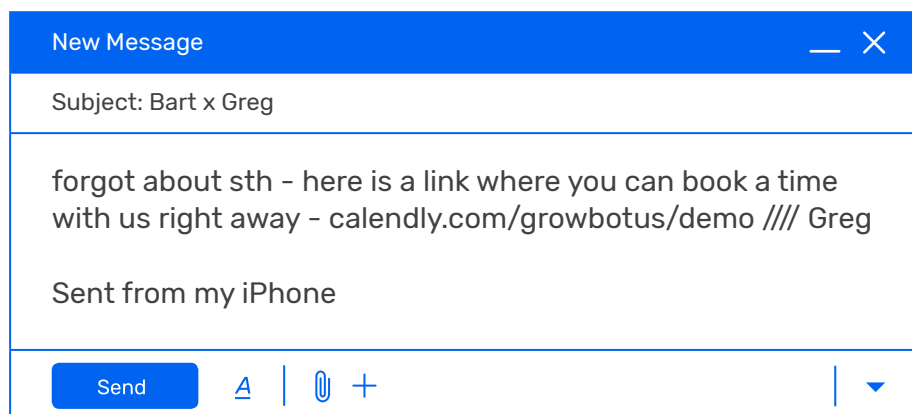 New Message
Subject: Bart x Greg
forgot about sth - here is a link where you can book a time
with us right away - calendly.com/growbotus/demo //// Greg
Sent from my iPhone
Send A